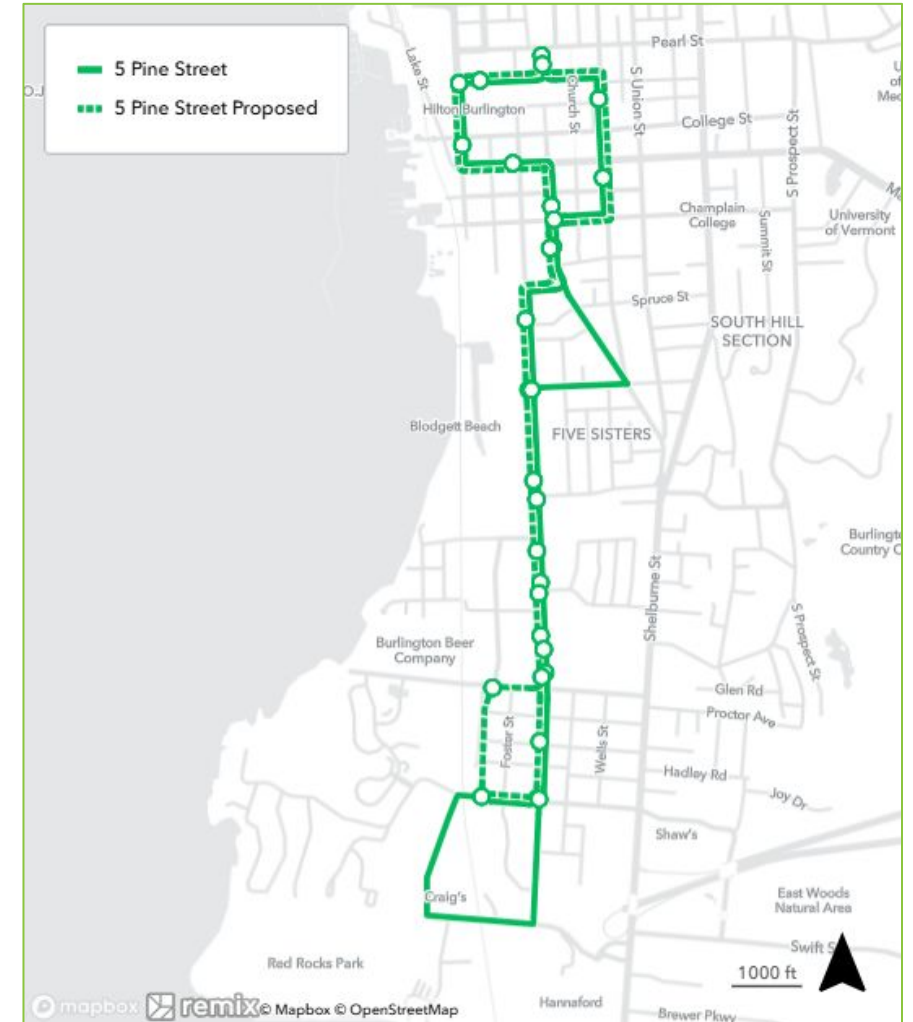 5 Pine Street
5 Pine Street Proposed
Pearl St
Lake St
S Union St
Church St
Hilton Burlington
College St
S Prospect St
Champlain
College
Summit St
University
of Vermont
Spruce St
SOUTH HILL
SECTION
Blodgett Beach
FIVE SISTERS
Burlingt
Country C
Shelburne St
S Prospect St
Burlington Beer
Company
Glen Rd
Proctor Ave
Foster St
Wells St
Hadley Rd
Joy Dr
Shaw's
Craig's
East Woods
Natural Area
Swift S
Red Rocks Park
1000 ft
Hannaford
Brewer Pkwy
mapbox remix © Mapbox © OpenStreetMap